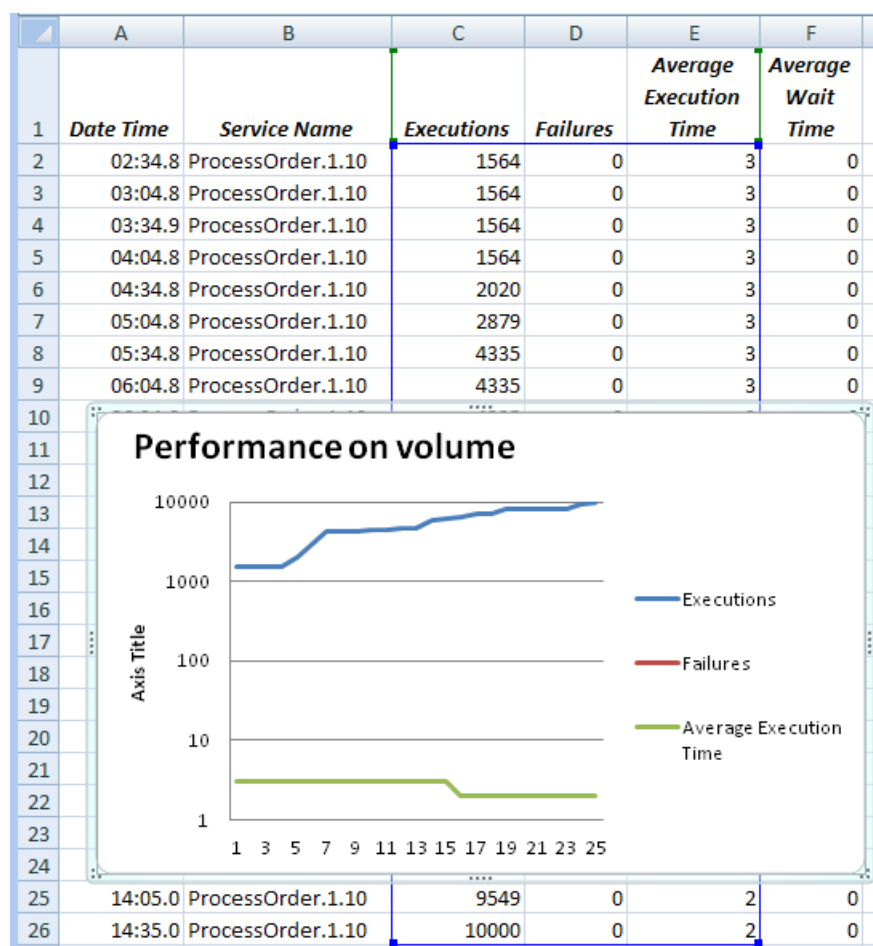 A B C D E F
Average Average
Execution Wait
1 Date Time Service Name Executions Failures Time Time
2 02:34.8 ProcessOrder.1.10 1564 0 3 0
3 03:04.8 ProcessOrder.1.10 1564 0 3 0
4 03:34.9 ProcessOrder.1.10 1564 0 3 0
5 04:04.8 ProcessOrder.1.10 1564 0 3 0
6 04:34.8 ProcessOrder.1.10 2020 0 3 0
7 05:04.8 ProcessOrder.1.10 2879 0 3 0
8 05:34.8 ProcessOrder.1.10 4335 0 3 0
9 06:04.8 ProcessOrder.1.10 4335 0 3 0
10
11
12
13
14
15
16
17
18
19
20
21
22
23
24
Performance on volume
10000
1000
100
10
1
Axis Title
1 3 5 7 9 11 13 15 17 19 21 23 25
Executions
Failures
Average Execution
Time
25 14:05.0 ProcessOrder.1.10 9549 0 2 0
26 14:35.0 ProcessOrder.1.10 10000 0 2 0